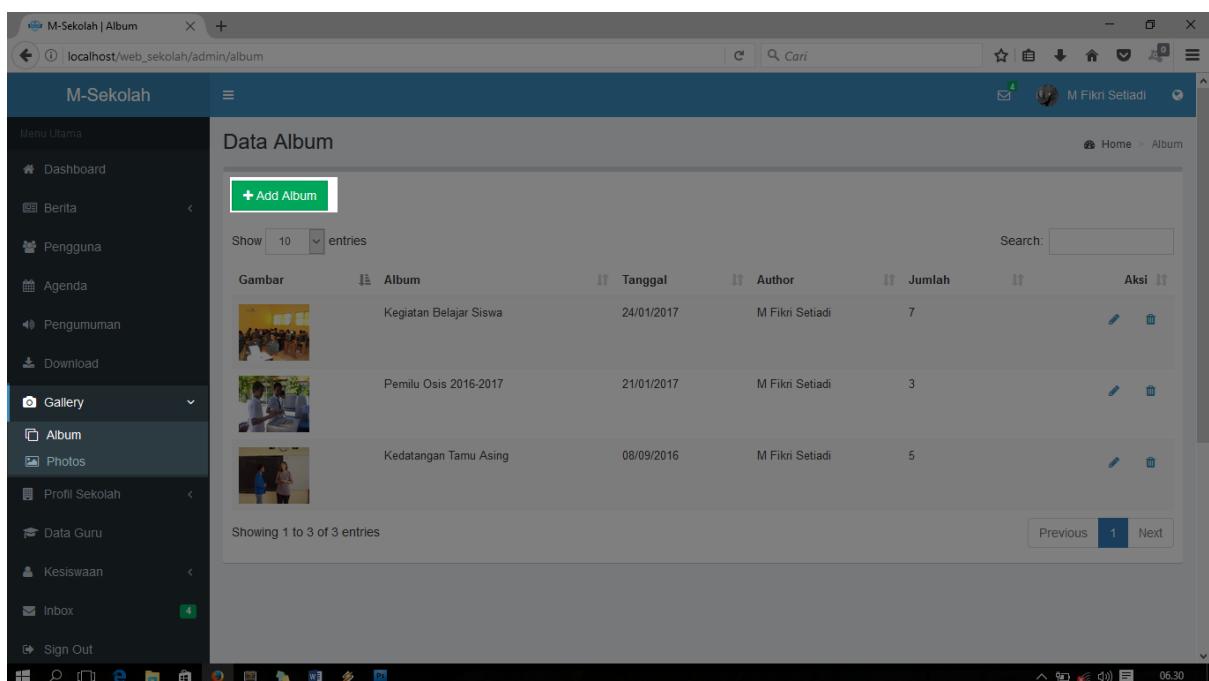 M-Sekolah | Album
localhost/web_sekolah/admin/album
Cari
M-Sekolah
4
M Fikri Setiadi
Menu Utama
Dashboard
Berita
Pengguna
Agenda
Pengumuman
Download
Gallery
Album
Photos
Profil Sekolah
Data Guru
Kesiswaan
Inbox 4
Sign Out
Data Album
Home > Album
+ Add Album
Show 10 entries
Search:
Gambar Album Tanggal Author Jumlah Aksi
Kegiatan Belajar Siswa 24/01/2017 M Fikri Setiadi 7
Pemilu Osis 2016-2017 21/01/2017 M Fikri Setiadi 3
Kedatangan Tamu Asing 08/09/2016 M Fikri Setiadi 5
Showing 1 to 3 of 3 entries
Previous 1 Next
06.30